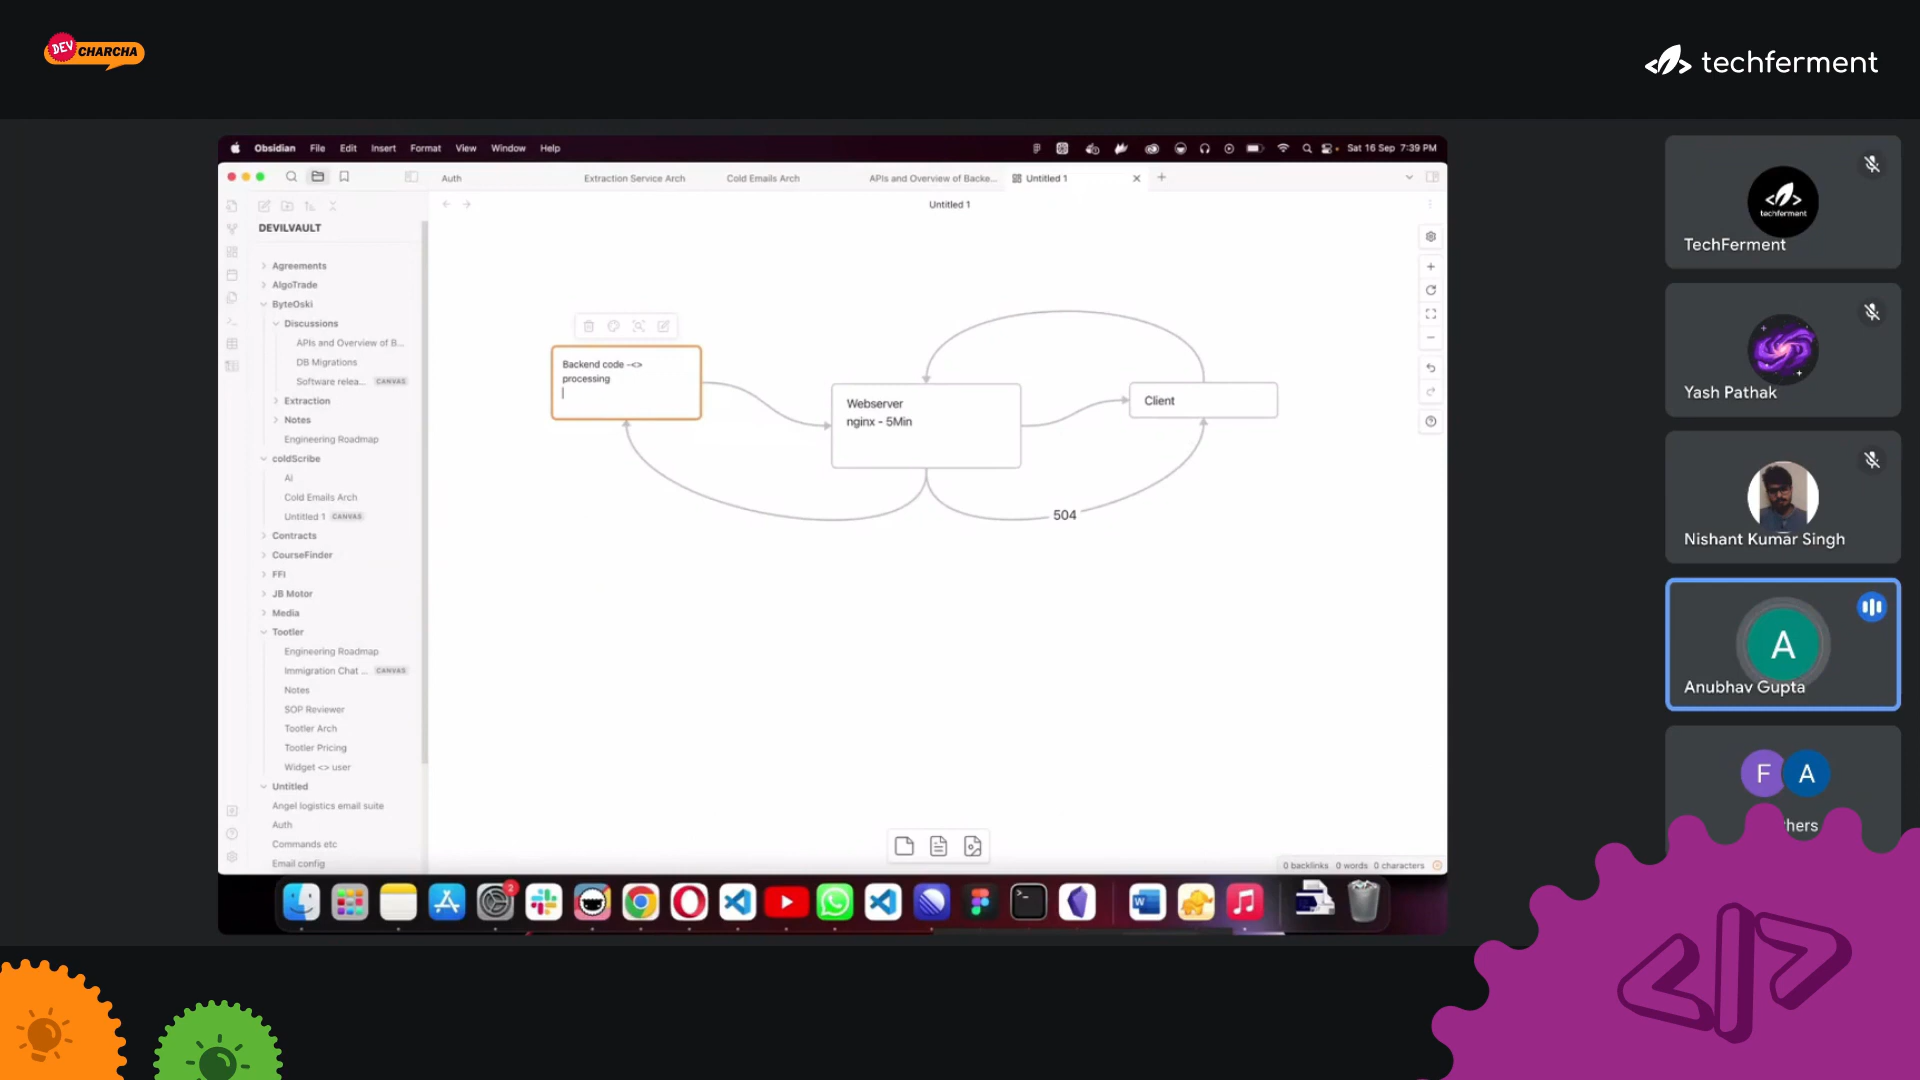 DEV CHARCHA
techferment
Obsidian File Edit Insert Format View Window Help
Sat 16 Sep 7:39 PM
Auth
Extraction Service Arch
Cold Emails Arch
APIs and Overview of Backe...
Untitled 1
Untitled 1
DEVILVAULT
Agreements
AlgoTrade
ByteOski
Discussions
APIs and Overview of B...
DB Migrations
Software relea... CANVAS
Extraction
Notes
Engineering Roadmap
coldScribe
AI
Cold Emails Arch
Untitled 1 CANVAS
Contracts
CourseFinder
FFI
JB Motor
Media
Tootler
Engineering Roadmap
Immigration Chat ... CANVAS
Notes
SOP Reviewer
Tootler Arch
Tootler Pricing
Widget <> user
Untitled
Angel logistics email suite
Auth
Commands etc
Email config
Backend code -<>
processing
Webserver
nginx - 5Min
Client
504
0 backlinks 0 words 0 characters
2
W
techferment
TechFerment
Yash Pathak
Nishant Kumar Singh
A
Anubhav Gupta
F A
hers